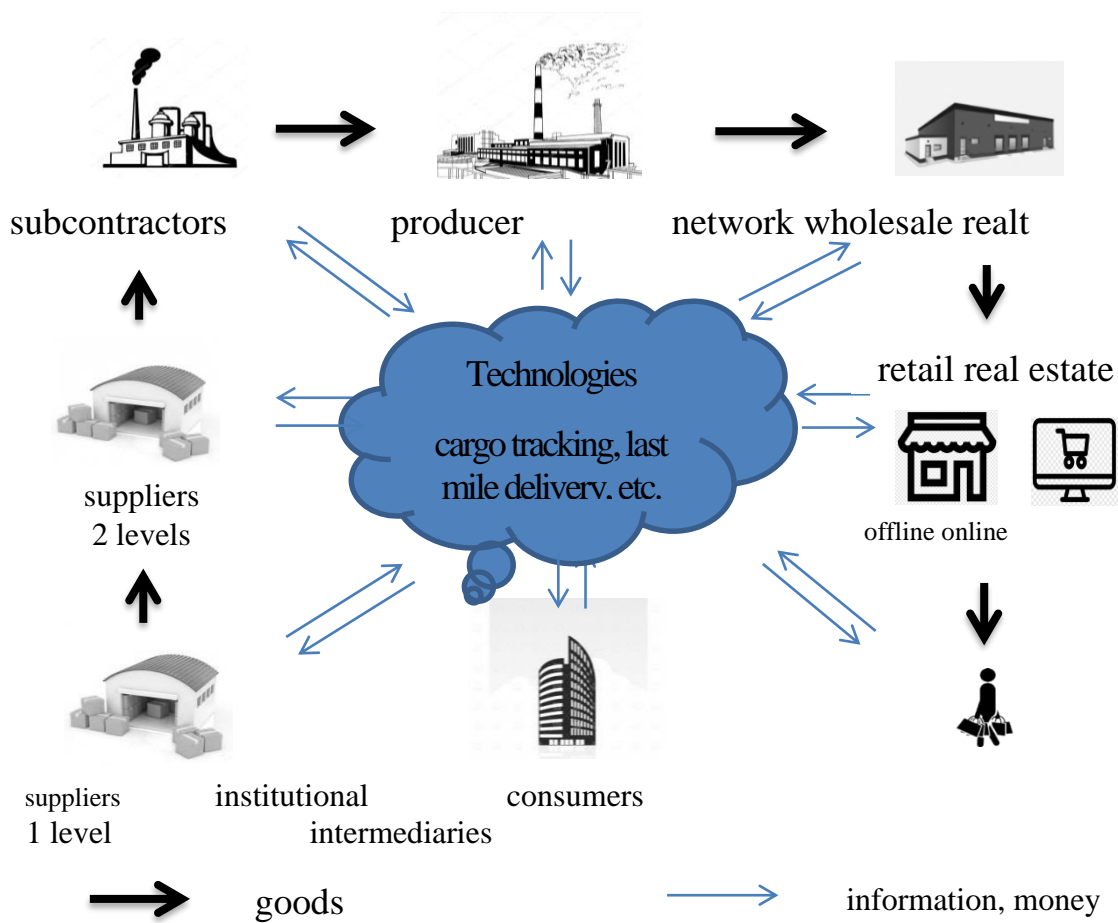 subcontractors producer network wholesale realt
Technologies
retail real estate
cargo tracking, last
mile delivery, etc.
suppliers
2 levels
offline online
suppliers institutional consumers
1 level intermediaries
goods information, money